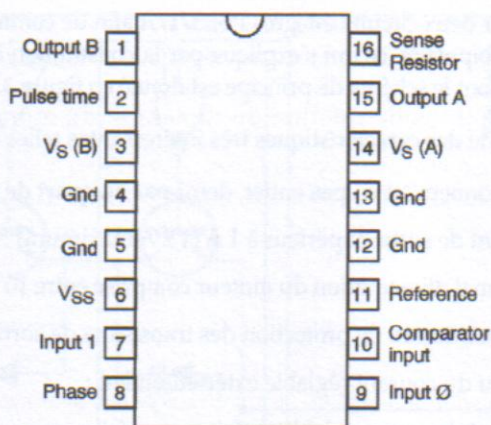 Output B 1
Pulse time 2
VS (B) 3
Gnd 4
Gnd 5
VSS 6
Input 1 7
Phase 8
16 Sense Resistor
15 Output A
14 VS (A)
13 Gnd
12 Gnd
11 Reference
10 Comparator input
9 Input Ø